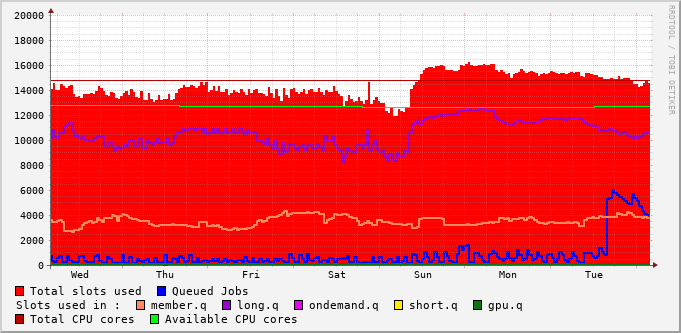 20000
18000
16000
14000
12000
10000
8000
6000
4000
2000
0
Wed Thu Fri Sat Sun Mon Tue
RRDTOOL / TOBI OETIKER
Total slots used Queued Jobs
Slots used in : member.q long.q ondemand.q short.q gpu.q
Total CPU cores Available CPU cores